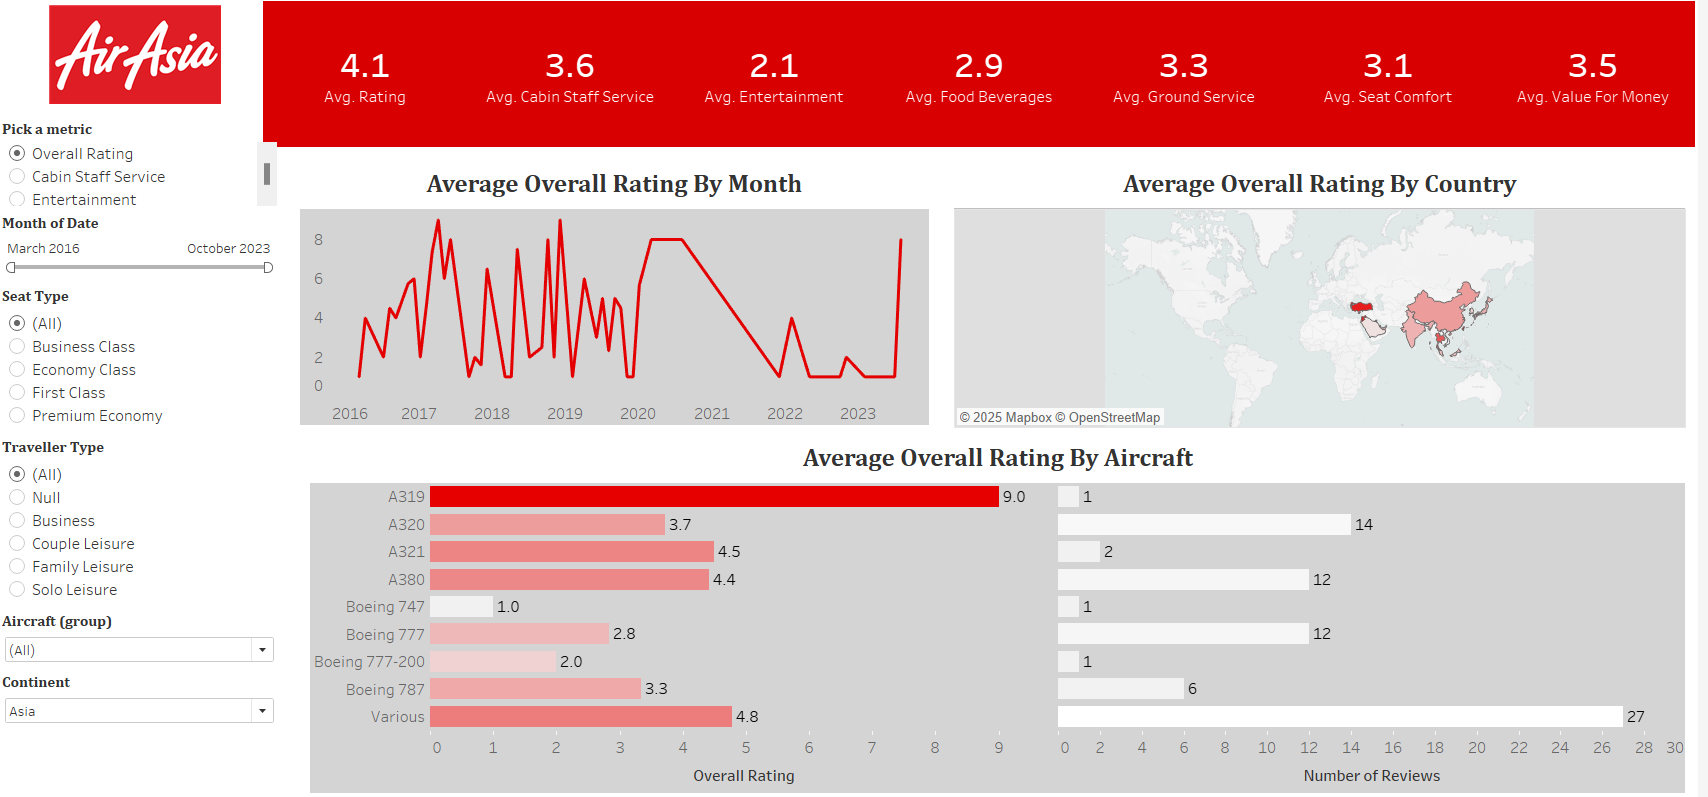 AirAsia
4.1
Avg. Rating
3.6
Avg. Cabin Staff Service
2.1
Avg. Entertainment
2.9
Avg. Food Beverages
3.3
Avg. Ground Service
3.1
Avg. Seat Comfort
3.5
Avg. Value For Money
Pick a metric
Overall Rating
Cabin Staff Service
Entertainment
Month of Date
March 2016 October 2023
Seat Type
(All)
Business Class
Economy Class
First Class
Premium Economy
Traveller Type
(All)
Null
Business
Couple Leisure
Family Leisure
Solo Leisure
Aircraft (group)
(All)
Continent
Asia
Average Overall Rating By Month
8
6
4
2
0
2016 2017 2018 2019 2020 2021 2022 2023
Average Overall Rating By Country
© 2025 Mapbox © OpenStreetMap
Average Overall Rating By Aircraft
A319 9.0 1
A320 3.7 14
A321 4.5 2
A380 4.4 12
Boeing 747 1.0 1
Boeing 777 2.8 12
Boeing 777-200 2.0 1
Boeing 787 3.3 6
Various 4.8 27
0 1 2 3 4 5 6 7 8 9 0 2 4 6 8 10 12 14 16 18 20 22 24 26 28 30
Overall Rating Number of Reviews